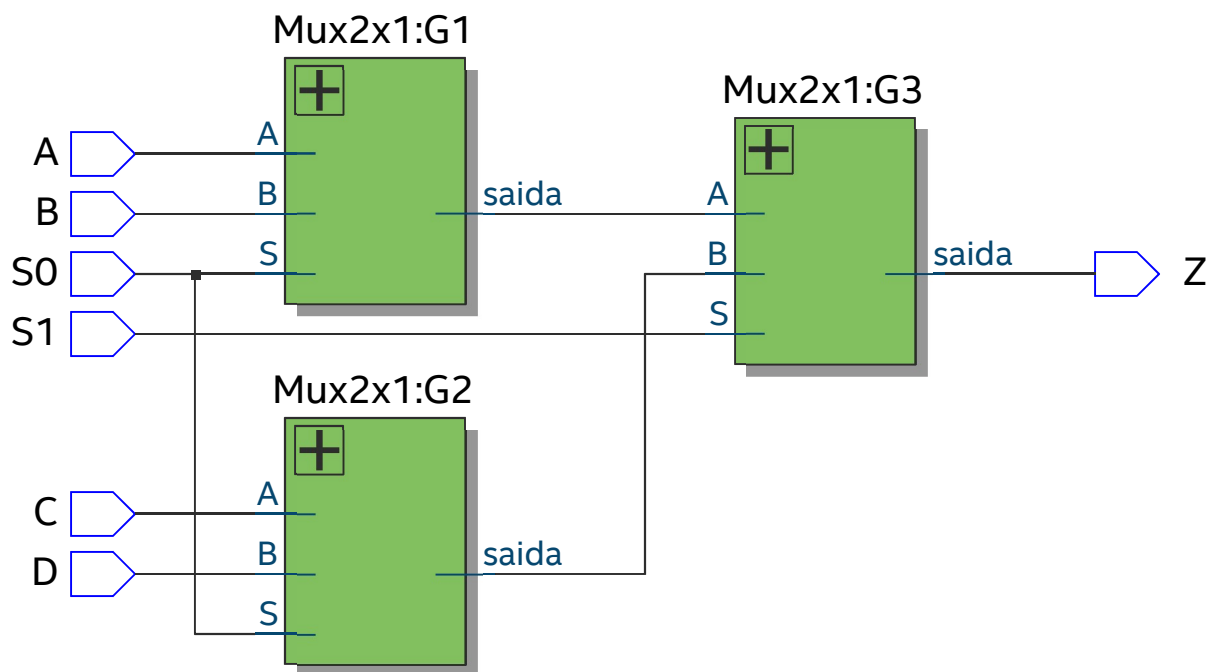 Mux2x1:G1
A
A
B
B
saida
S0
S
S1
Mux2x1:G3
A
B
saida
Z
S
Mux2x1:G2
C
A
D
B
saida
S